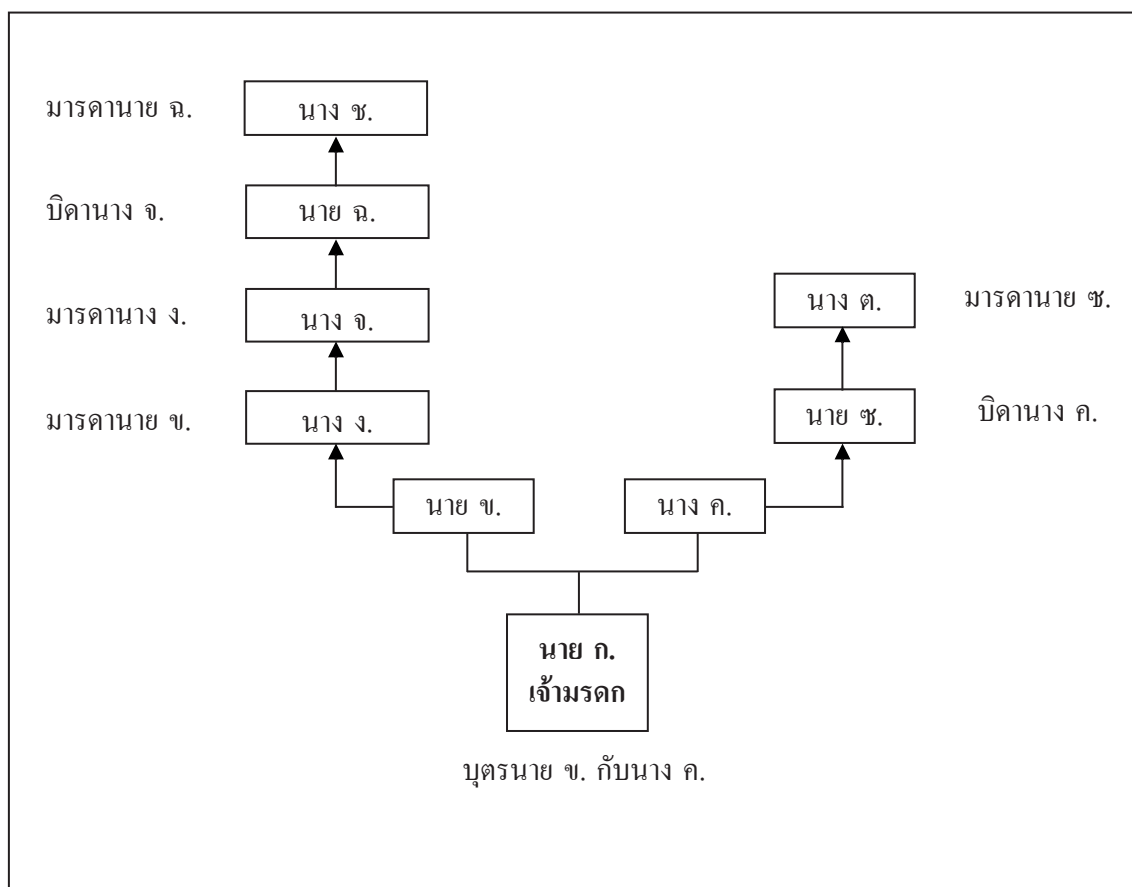 มารดานาย ฉ. นาง ช.
บิดานาง จ. นาย ฉ.
มารดานาง ง. นาง จ. นาง ต. มารดานาย ซ.
มารดานาย ข. นาง ง. นาย ซ. บิดานาง ค.
นาย ข. นาง ค.
นาย ก.
เจ้ามรดก
บุตรนาย ข. กับนาง ค.